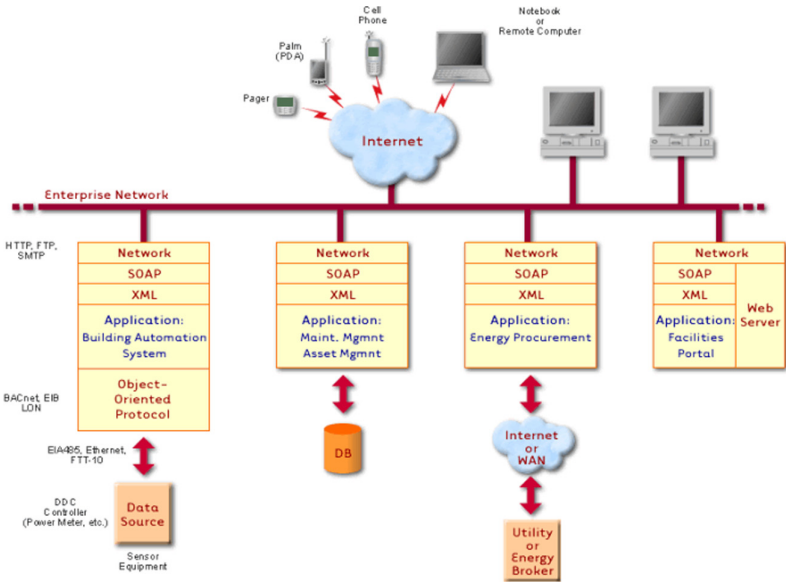 Cell
Phone
Notebook
or
Remote Computer
Palm
(PDA)
Pager
Internet
Enterprise Network
HTTP, FTP,
SMTP
Network
SOAP
XML
Application:
Building Automation
System
Object-
Oriented
Protocol
BACnet, EIB
LON
EIA485, Ethernet,
FTT-10
DDC
Controller
(Power Meter, etc.)
Data
Source
Sensor
Equipment
Network
SOAP
XML
Application:
Maint. Mgmnt
Asset Mgmnt
DB
Network
SOAP
XML
Application:
Energy Procurement
Internet
or
WAN
Utility
or
Energy
Broker
Network
SOAP
XML
Application:
Facilities
Portal
Web
Server